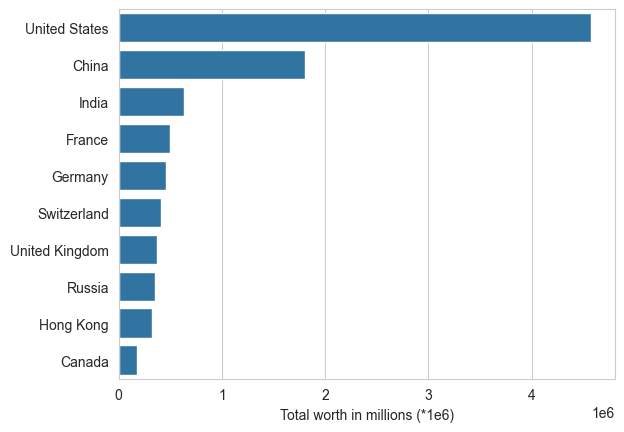 United States
China
India
France
Germany
Switzerland
United Kingdom
Russia
Hong Kong
Canada
0 1 2 3 4
1e6
Total worth in millions (*1e6)